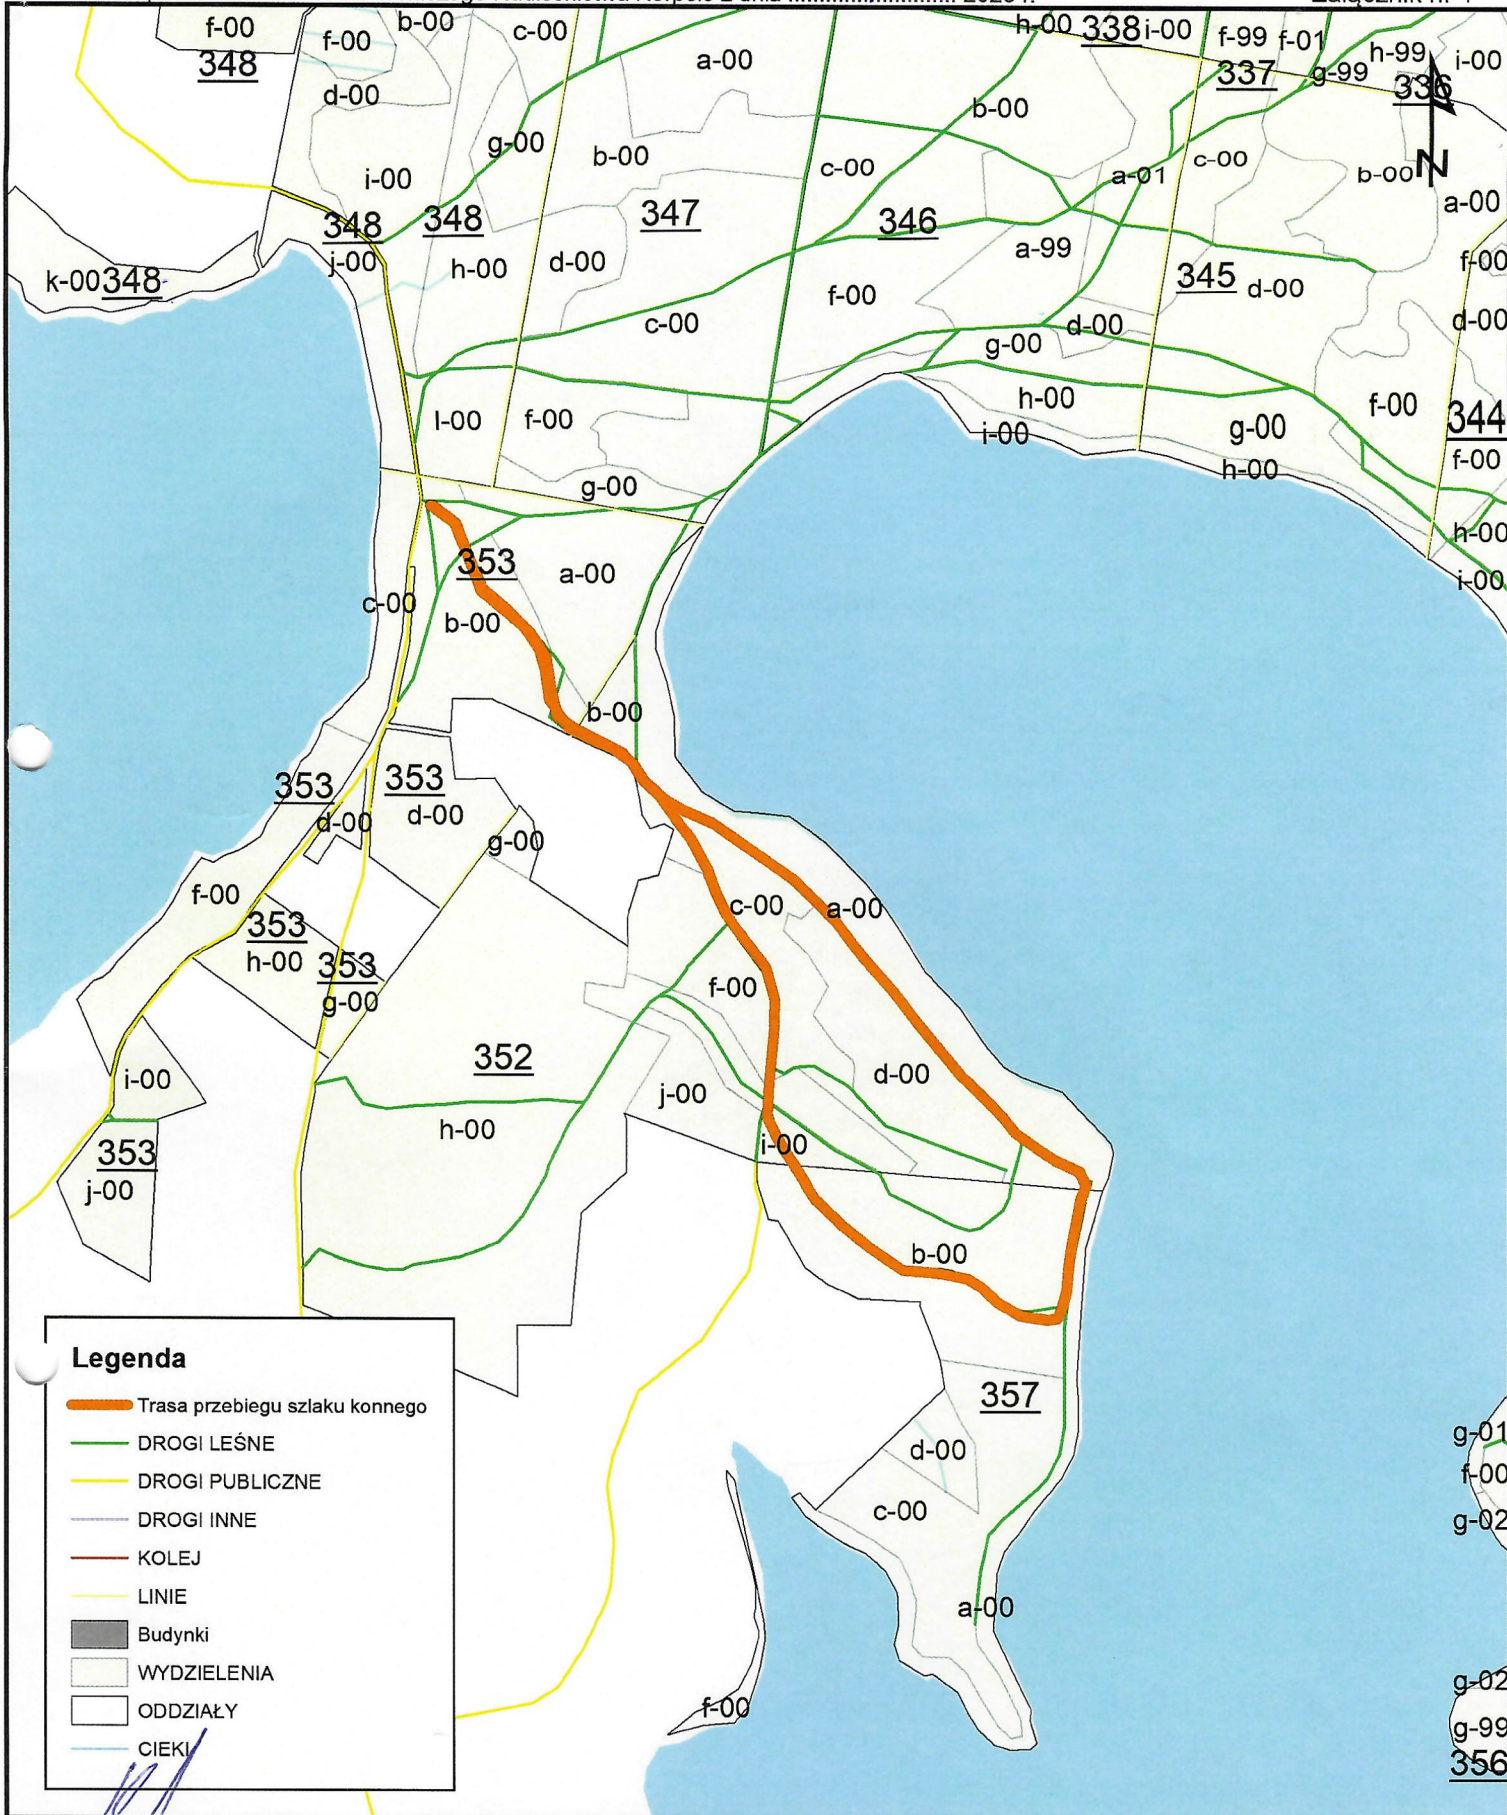 2023 r.
Załącznik nr 1
f-00
348
f-00
b-00
c-00
d-00
a-00
h-00 338 i-00
f-99
f-01
h-99
i-00
337
g-99
336
b-00
g-00
b-00
c-00
a-01
c-00
b-00
N
a-00
i-00
348
348
347
346
a-99
f-00
j-00
h-00
d-00
k-00 348
f-00
345
d-00
c-00
d-00
d-00
g-00
l-00
f-00
h-00
f-00
344
i-00
g-00
h-00
f-00
g-00
h-00
353
a-00
i-00
c-00
b-00
b-00
353
353
d-00
d-00
g-00
f-00
c-00
a-00
353
h-00
353
g-00
f-00
352
d-00
i-00
j-00
h-00
i-00
353
j-00
b-00
357
d-00
c-00
a-00
f-00
g-01
f-00
g-02
g-02
g-99
356
Legenda
Trasa przebiegu szlaku konnego
DROGI LEŚNE
DROGI PUBLICZNE
DROGI INNE
KOLEJ
LINIE
Budynki
WYDZIELENIA
ODDZIAŁY
CIEKI